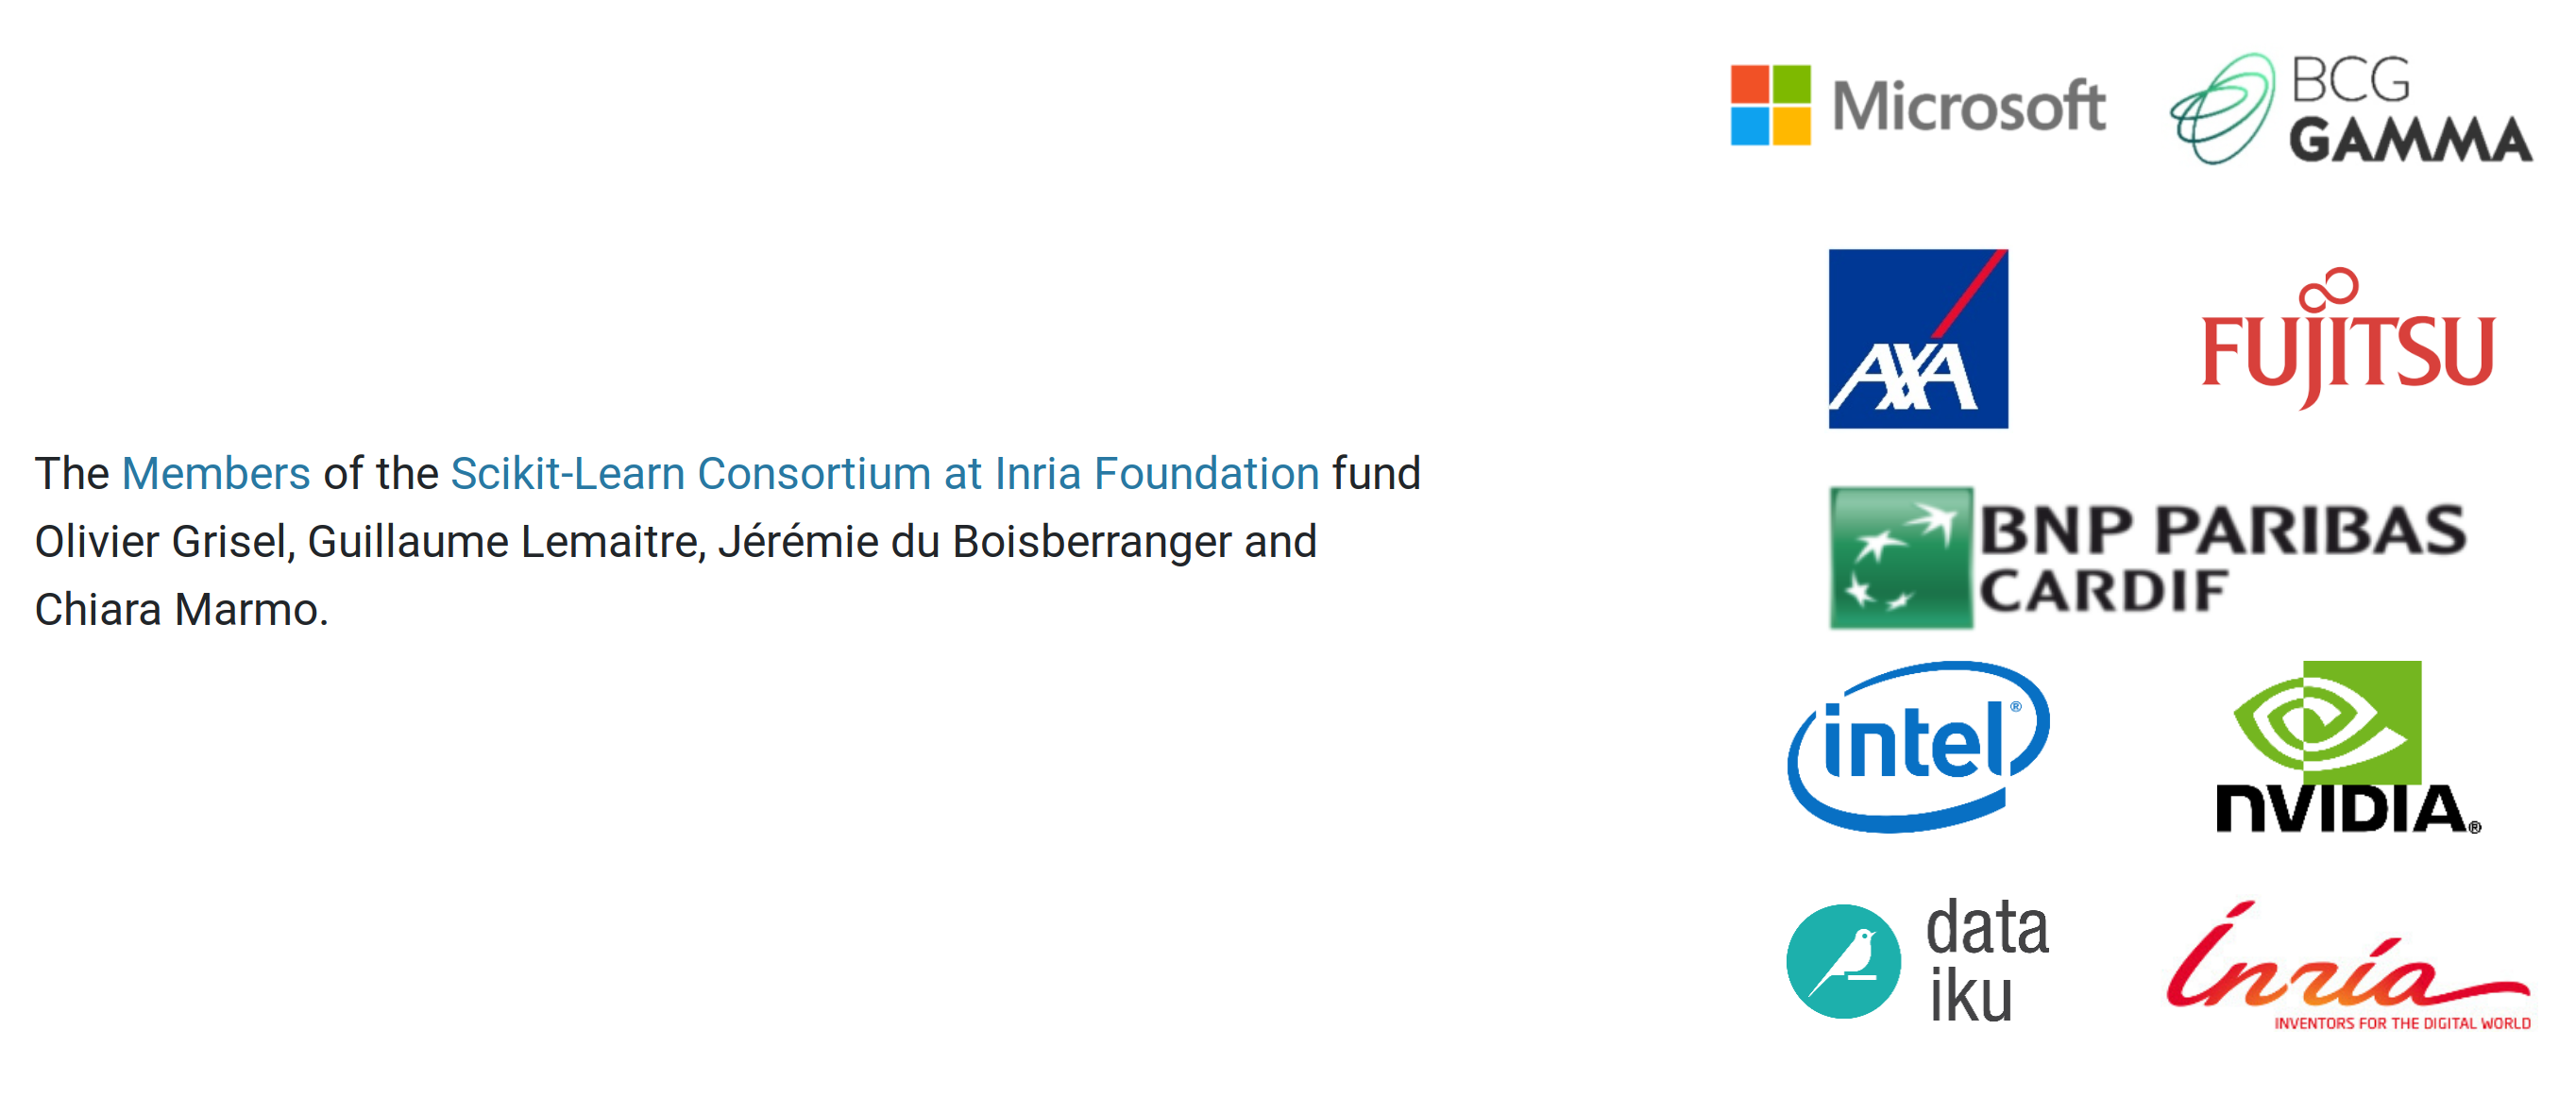 The Members of the Scikit-Learn Consortium at Inria Foundation fund
Olivier Grisel, Guillaume Lemaitre, Jérémie du Boisberranger and
Chiara Marmo.
Microsoft
BCG
GAMMA
AXA
FUJITSU
BNP PARIBAS
CARDIF
intel®
NVIDIA®
data
iku
Inria
INVENTORS FOR THE DIGITAL WORLD